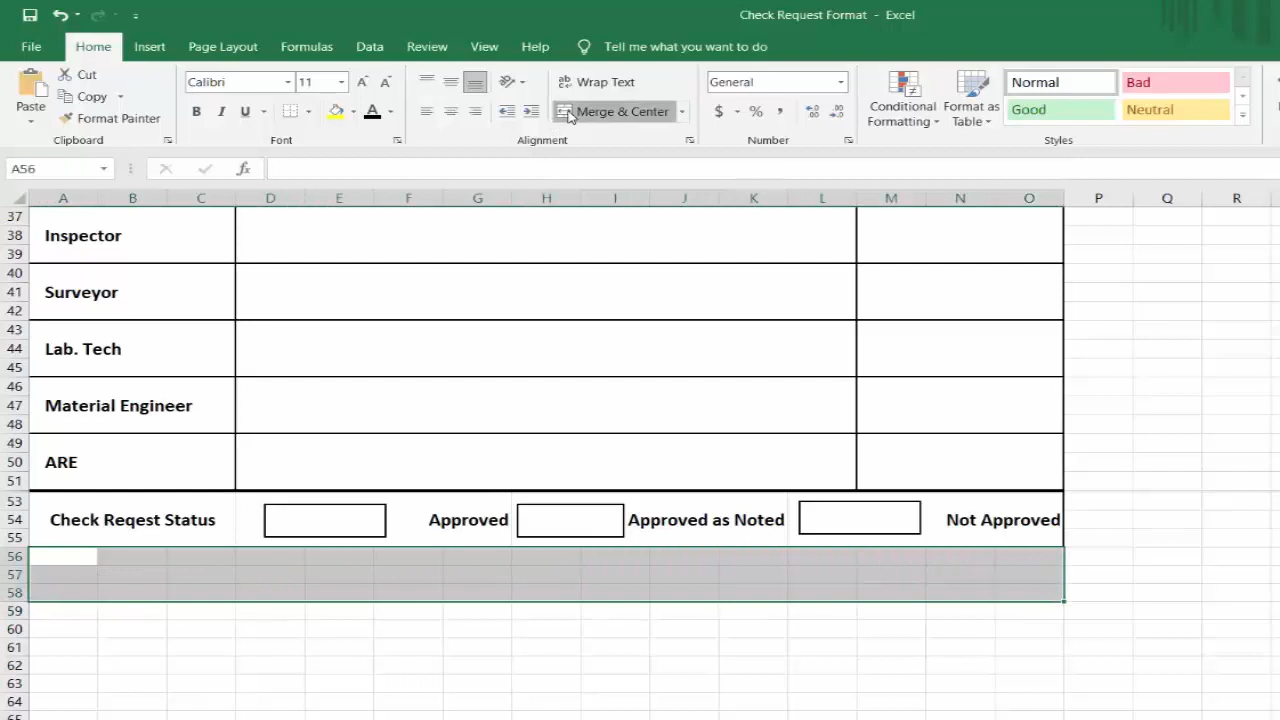 Check Request Format - Excel
File Home Insert Page Layout Formulas Data Review View Help Tell me what you want to do
Paste
Cut
Copy
Format Painter
Clipboard
Calibri 11 A A
B I U A
Font
ab Wrap Text
Merge & Center
Alignment
General
$ % ,
Number
Conditional Formatting
Format as Table
Normal Bad
Good Neutral
Styles
A56 fx
A B C D E F G H I J K L M N O P Q R
37
38 Inspector
39
40
41 Surveyor
42
43
44 Lab. Tech
45
46
47 Material Engineer
48
49
50 ARE
51
53
54 Check Reqest Status Approved Approved as Noted Not Approved
55
56
57
58
59
60
61
62
63
64
65